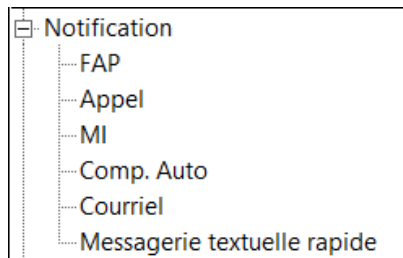 Notification
FAP
Appel
MI
Comp. Auto
Courriel
Messagerie textuelle rapide